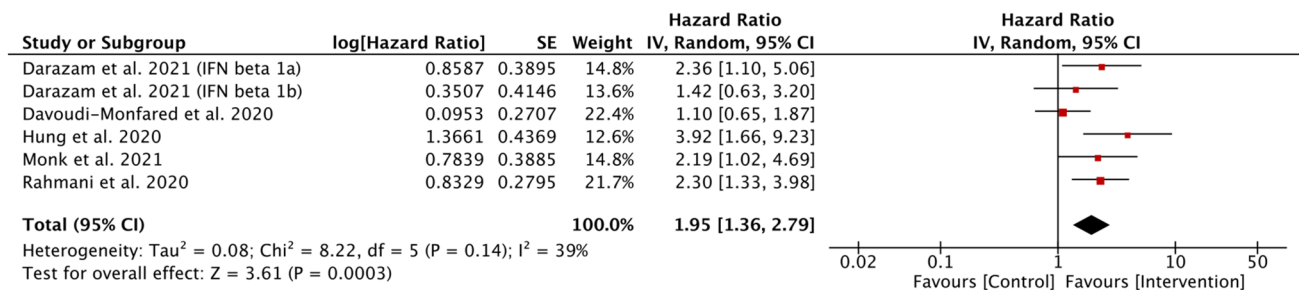 Hazard Ratio Hazard Ratio
Study or Subgroup log[Hazard Ratio] SE Weight IV, Random, 95% CI IV, Random, 95% CI
Darazam et al. 2021 (IFN beta 1a) 0.8587 0.3895 14.8% 2.36 [1.10, 5.06]
Darazam et al. 2021 (IFN beta 1b) 0.3507 0.4146 13.6% 1.42 [0.63, 3.20]
Davoudi-Monfared et al. 2020 0.0953 0.2707 22.4% 1.10 [0.65, 1.87]
Hung et al. 2020 1.3661 0.4369 12.6% 3.92 [1.66, 9.23]
Monk et al. 2021 0.7839 0.3885 14.8% 2.19 [1.02, 4.69]
Rahmani et al. 2020 0.8329 0.2795 21.7% 2.30 [1.33, 3.98]
Total (95% CI) 100.0% 1.95 [1.36, 2.79]
Heterogeneity: Tau² = 0.08; Chi² = 8.22, df = 5 (P = 0.14); I² = 39%
Test for overall effect: Z = 3.61 (P = 0.0003)
0.02 0.1 1 10 50
Favours [Control] Favours [Intervention]